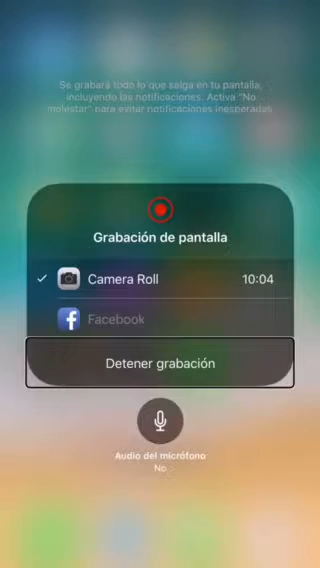 Se grabará todo lo que salga en tu pantalla,
incluyendo las notificaciones. Activa "No
molestar" para evitar notificaciones inesperadas
Grabación de pantalla
Camera Roll 10:04
Facebook
Detener grabación
Audio del micrófono
No